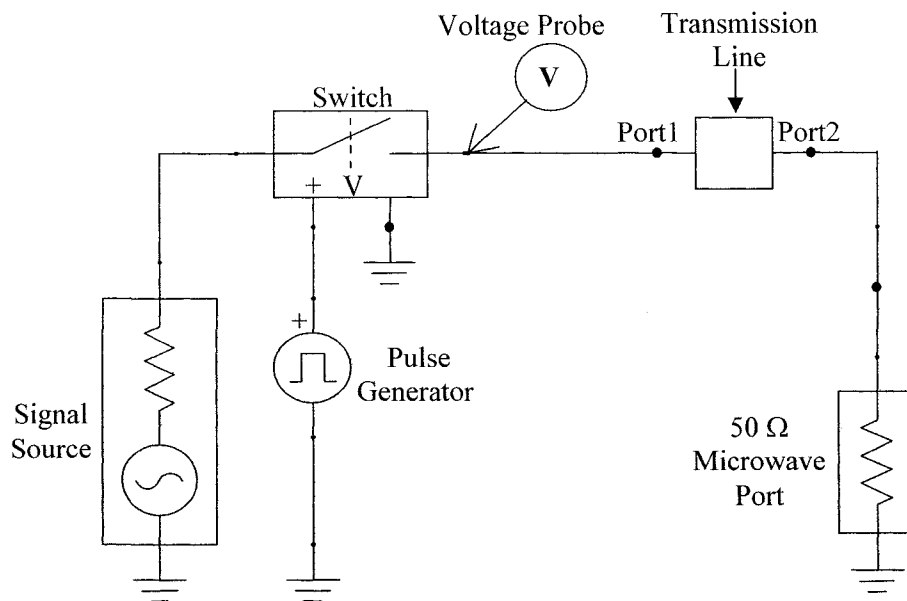 Voltage Probe
V
Transmission
Line
Switch
Port1
Port2
+
V
+
Pulse
Generator
Signal
Source
50 Ω
Microwave
Port